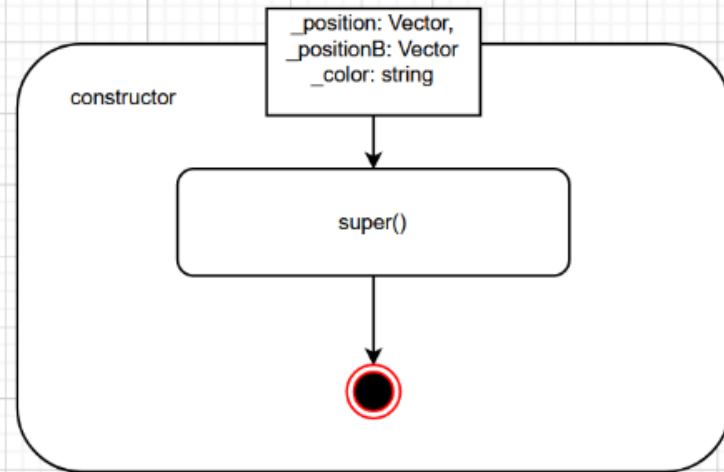 _position: Vector,
_positionB: Vector
_color: string
constructor
super()